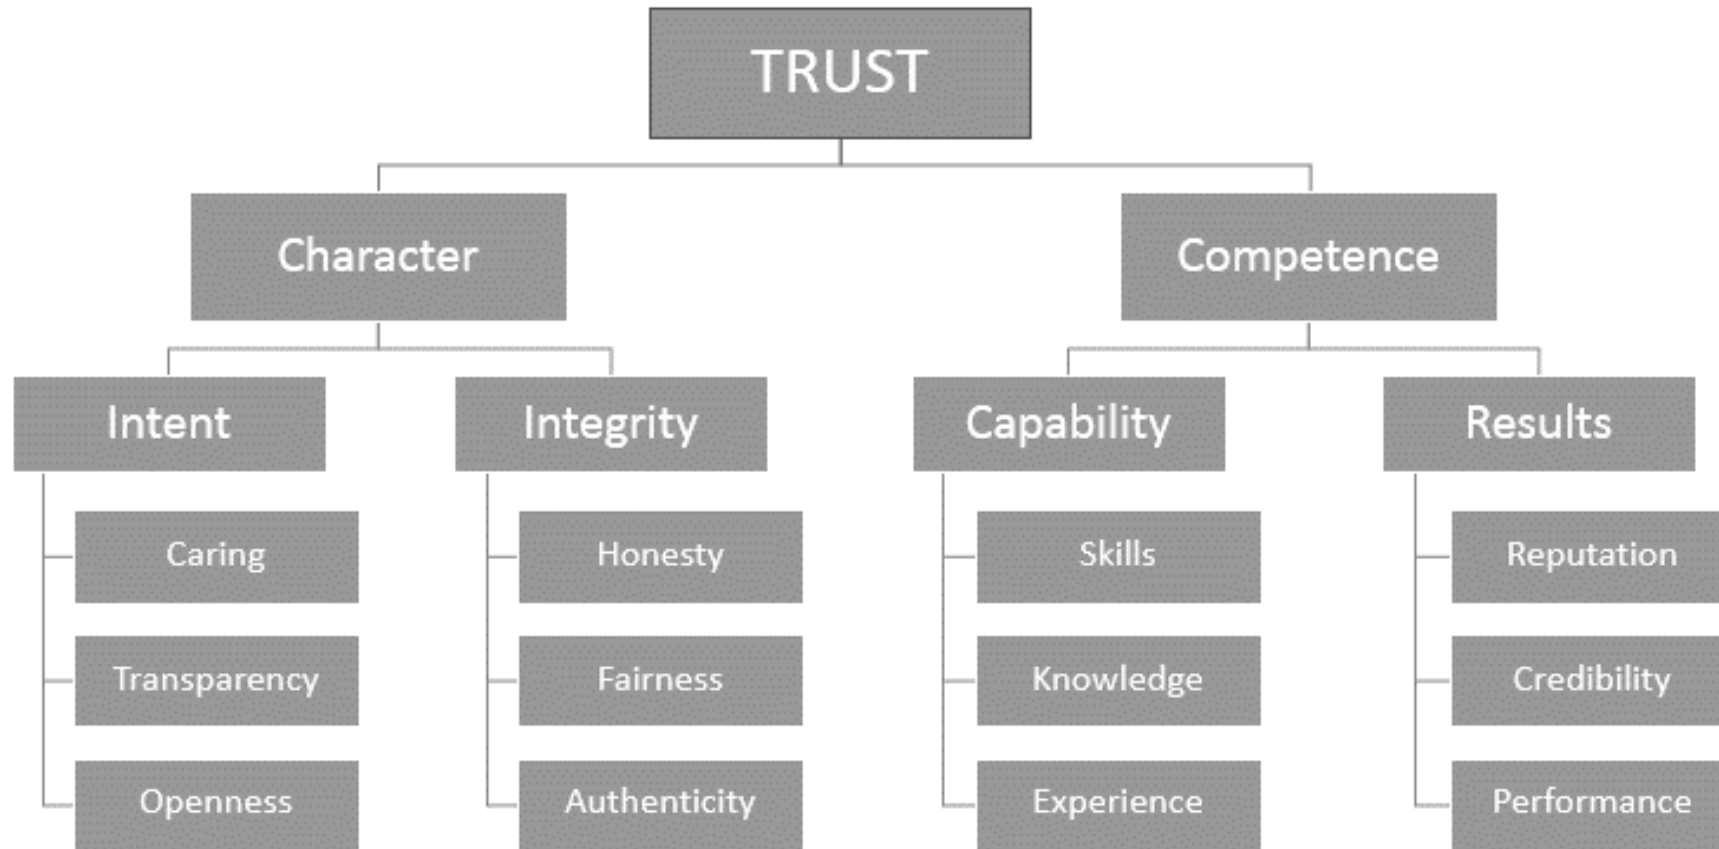 TRUST
Character
Competence
Intent
Integrity
Capability
Results
Caring
Honesty
Skills
Reputation
Transparency
Fairness
Knowledge
Credibility
Openness
Authenticity
Experience
Performance